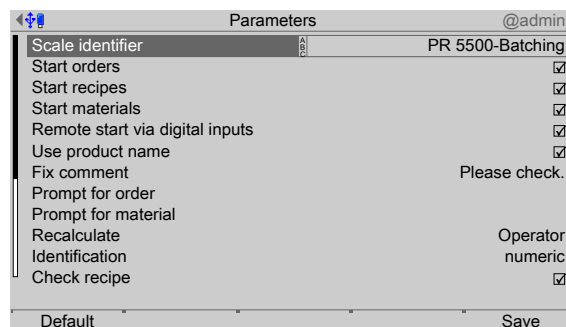 Parameters @admin
Scale identifier ABC PR 5500-Batching
Start orders ☑
Start recipes ☑
Start materials ☑
Remote start via digital inputs ☑
Use product name ☑
Fix comment Please check.
Prompt for order
Prompt for material
Recalculate Operator
Identification numeric
Check recipe ☑
Default Save